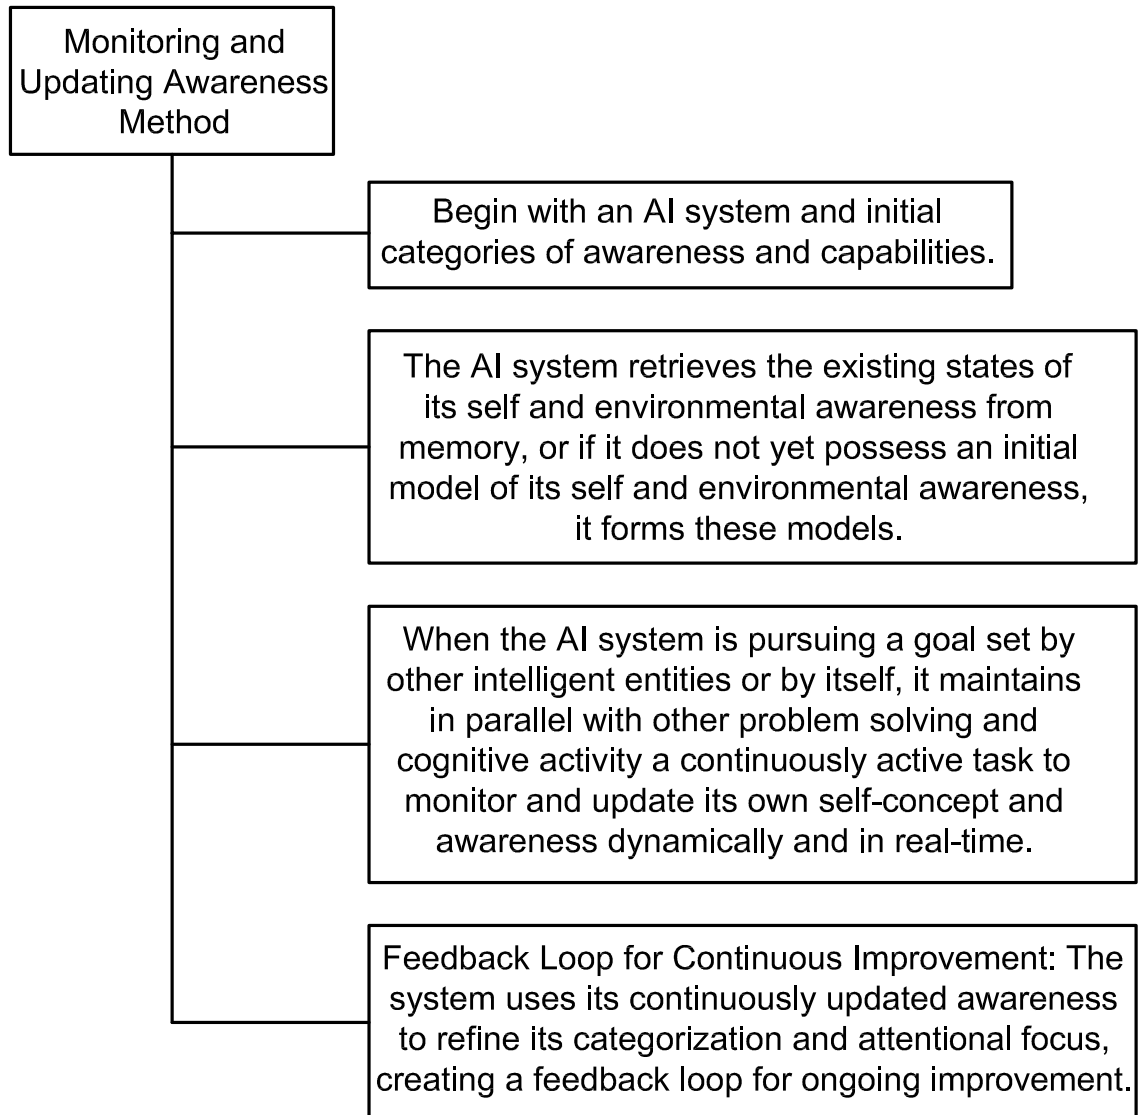 Monitoring and
Updating Awareness
Method
Begin with an AI system and initial
categories of awareness and capabilities.
The AI system retrieves the existing states of
its self and environmental awareness from
memory, or if it does not yet possess an initial
model of its self and environmental awareness,
it forms these models.
When the AI system is pursuing a goal set by
other intelligent entities or by itself, it maintains
in parallel with other problem solving and
cognitive activity a continuously active task to
monitor and update its own self-concept and
awareness dynamically and in real-time.
Feedback Loop for Continuous Improvement: The
system uses its continuously updated awareness
to refine its categorization and attentional focus,
creating a feedback loop for ongoing improvement.